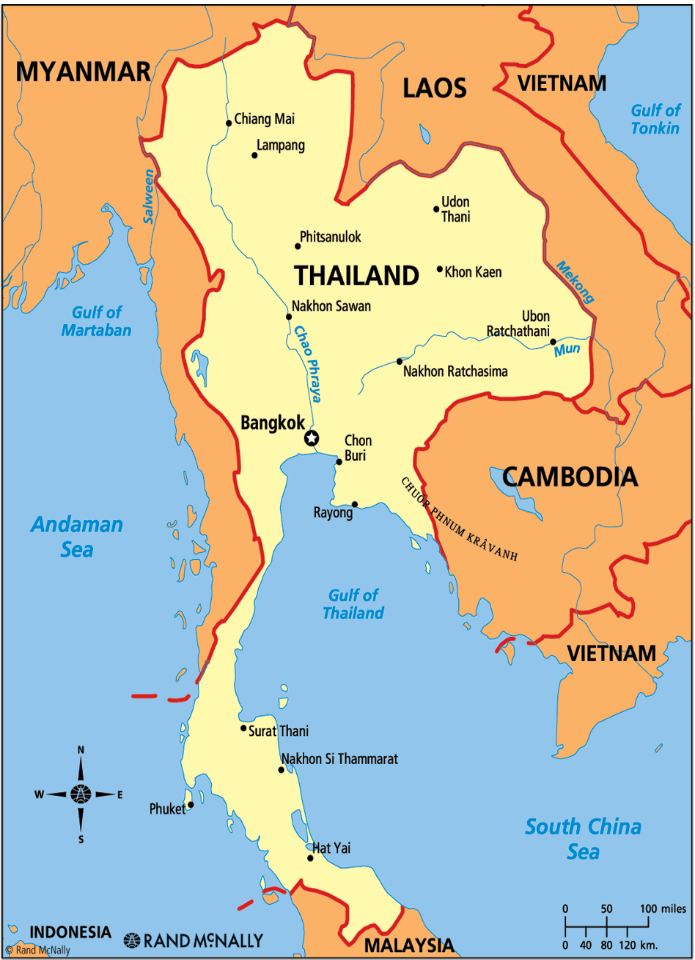 MYANMAR
LAOS
VIETNAM
Gulf of
Tonkin
Chiang Mai
Lampang
Salween
Udon
Thani
Phitsanulok
THAILAND
Khon Kaen
Mekong
Gulf of
Martaban
Nakhon Sawan
Ubon
Ratchathani
Chao Phraya
Mun
Nakhon Ratchasima
Bangkok
Chon
Buri
CAMBODIA
Rayong
CHUŎR PHNUM KRÂVANH
Andaman
Sea
Gulf of
Thailand
VIETNAM
Surat Thani
Nakhon Si Thammarat
N
W E
S
Phuket
South China
Sea
Hat Yai
0 50 100 miles
0 40 80 120 km.
INDONESIA
RAND MCNALLY
MALAYSIA
© Rand McNally